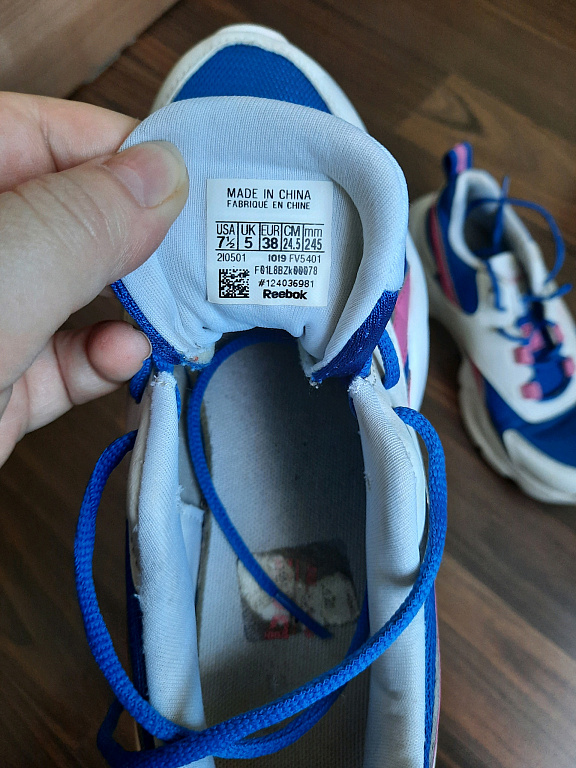 MADE IN CHINA
FABRIQUÉ EN CHINE
USA UK EUR CM mm
7½ 5 38 24.5 245
210501 1019 FV5401
F01L8BZk00078
#124036981
Reebok